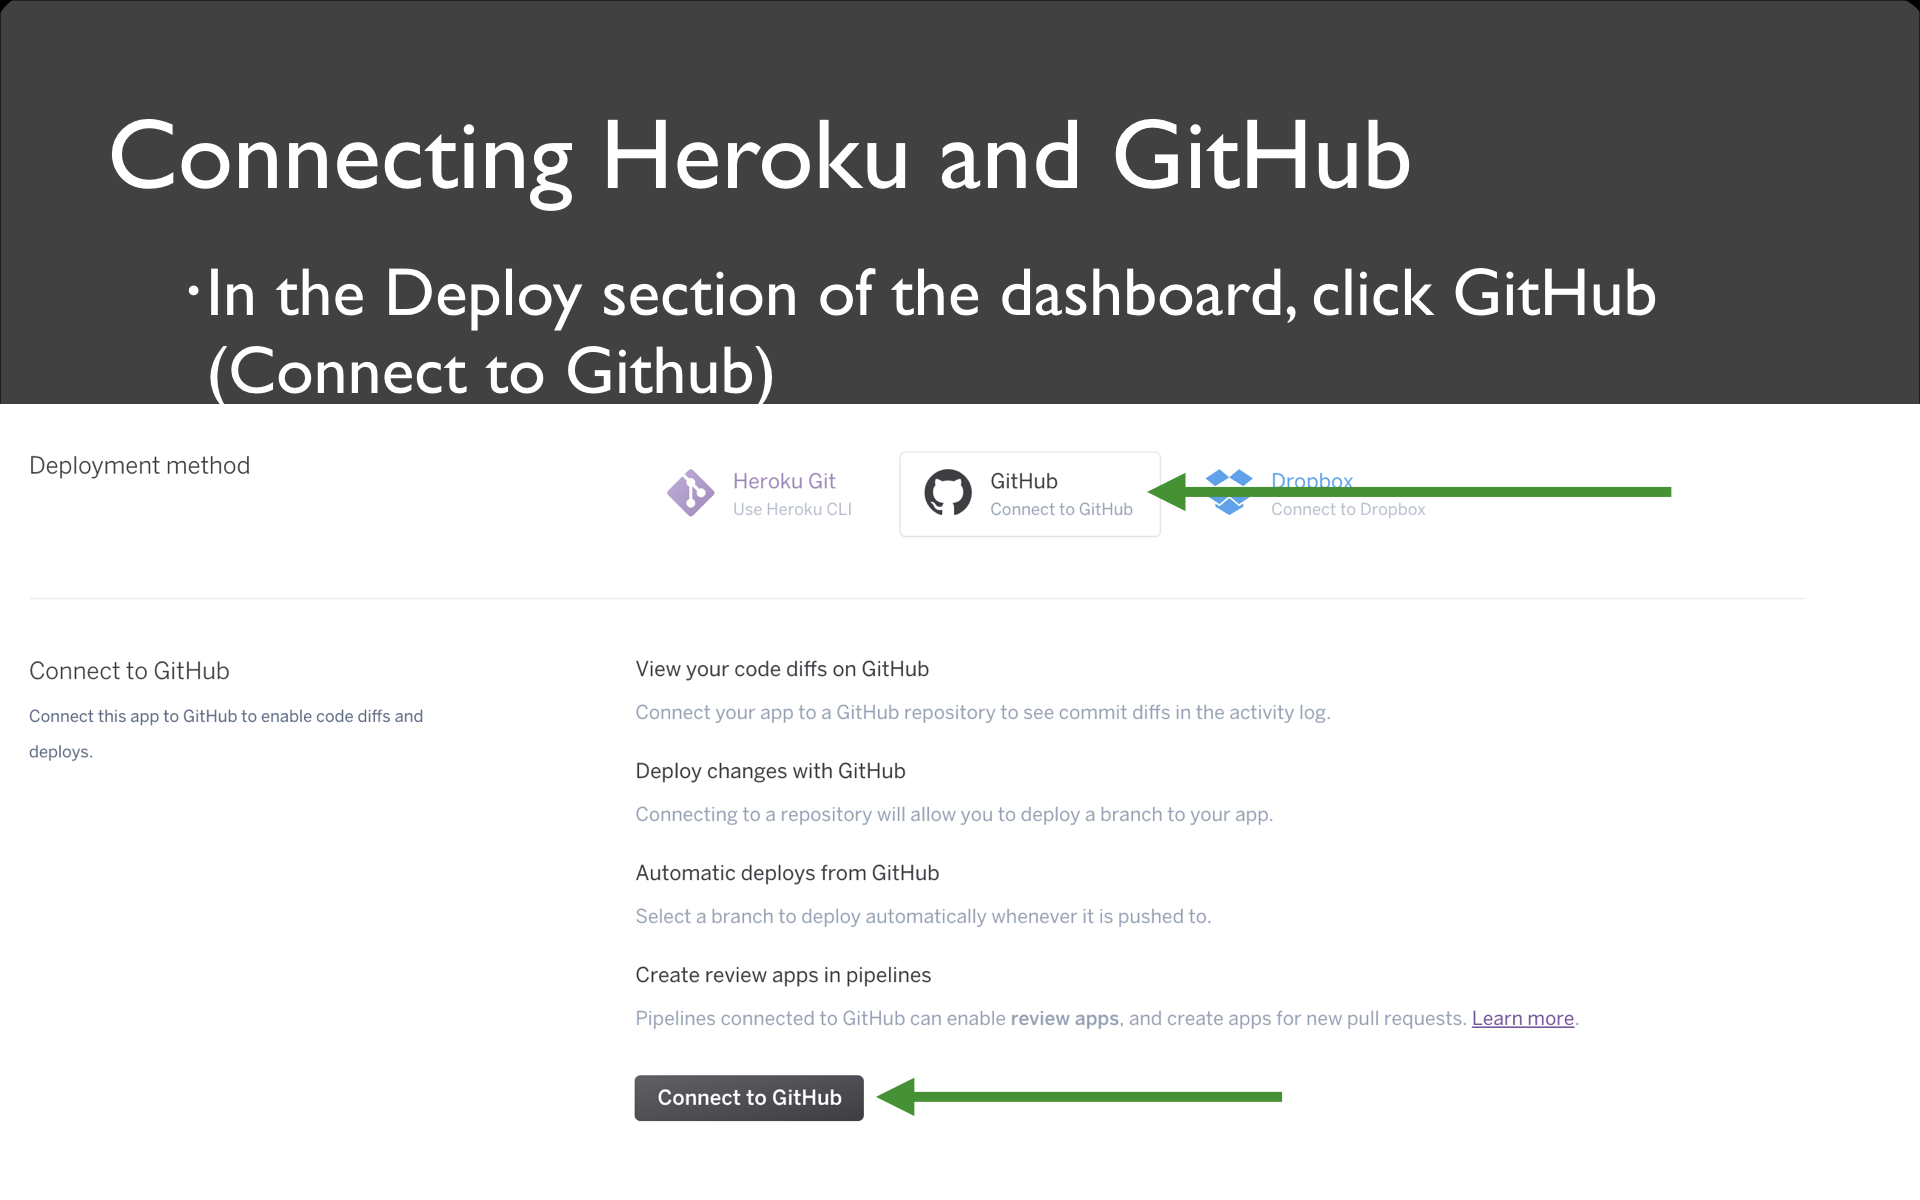 Connecting Heroku and GitHub
•In the Deploy section of the dashboard, click GitHub
(Connect to Github)
Deployment method
Heroku Git
Use Heroku CLI
GitHub
Connect to GitHub
Dropbox
Connect to Dropbox
Connect to GitHub
Connect this app to GitHub to enable code diffs and
deploys.
View your code diffs on GitHub
Connect your app to a GitHub repository to see commit diffs in the activity log.
Deploy changes with GitHub
Connecting to a repository will allow you to deploy a branch to your app.
Automatic deploys from GitHub
Select a branch to deploy automatically whenever it is pushed to.
Create review apps in pipelines
Pipelines connected to GitHub can enable review apps, and create apps for new pull requests. Learn more.
Connect to GitHub